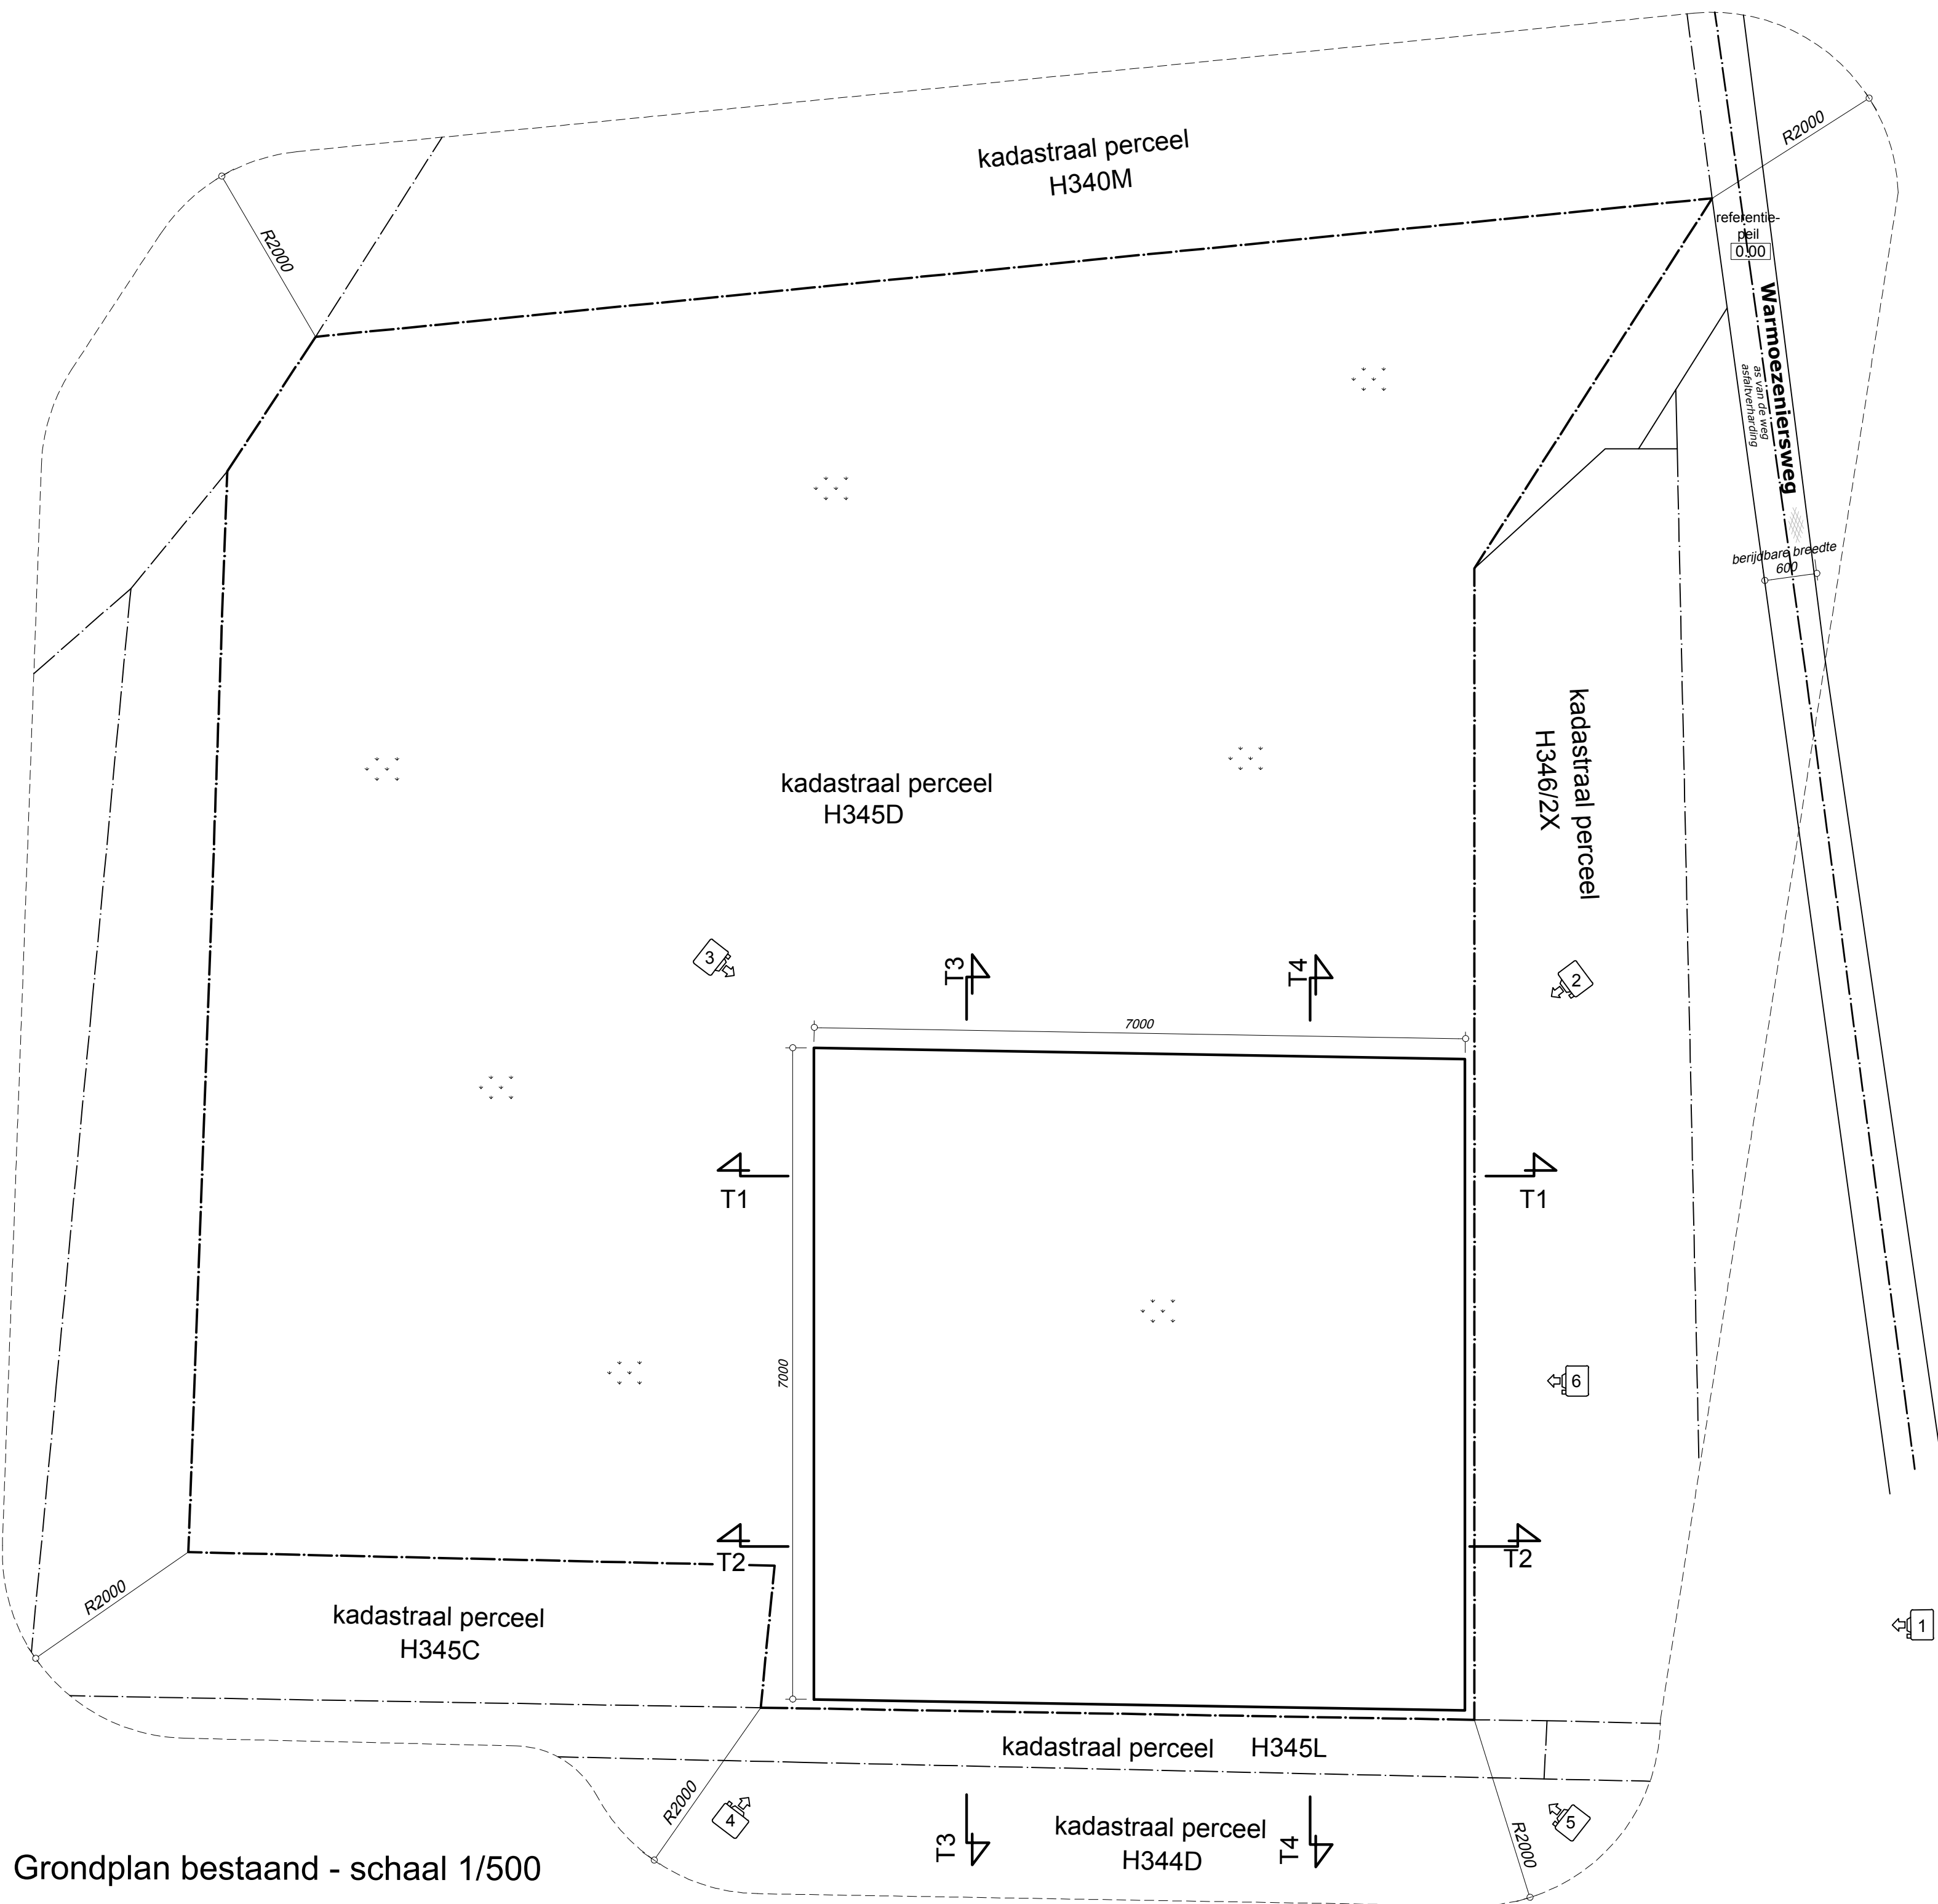 kadastraal perceel
H340M
R2000
R2000
referentie-
peil
0.00
Warmoezeniersweg
as van de weg
asfaltverharding
berijdbare breedte
600
kadastraal perceel
H346/2X
kadastraal perceel
H345D
3
T3
T4
2
7000
T1
T1
7000
6
T2
T2
R2000
kadastraal perceel
H345C
1
kadastraal perceel H345L
R2000
4
T3
kadastraal perceel
H344D
T4
5
R2000
Grondplan bestaand - schaal 1/500